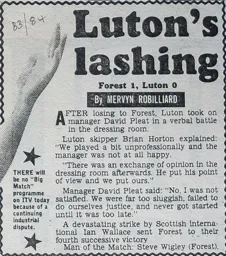 83/84
Luton's
lashing
Forest 1, Luton 0
By MERVYN ROBILLIARD
AFTER losing to Forest, Luton took on
manager David Pleat in a verbal battle
in the dressing room.
Luton skipper Brian Horton explained:
"We played a bit unprofessionally and the
manager was not at all happy.
"There was an exchange of opinion in the
dressing room afterwards. He put his point
of view and we put ours."
Manager David Pleat said: "No, I was not
satisfied. We were far too sluggish, failed to
do ourselves justice, and never got started
until it was too late."
A devastating strike by Scottish interna-
tional Ian Wallace sent Forest to their
fourth successive victory
Man of the Match: Steve Wigley (Forest).
THERE will
be no "Big
Match"
programme
on ITV today
because of a
continuing
industrial
dispute.